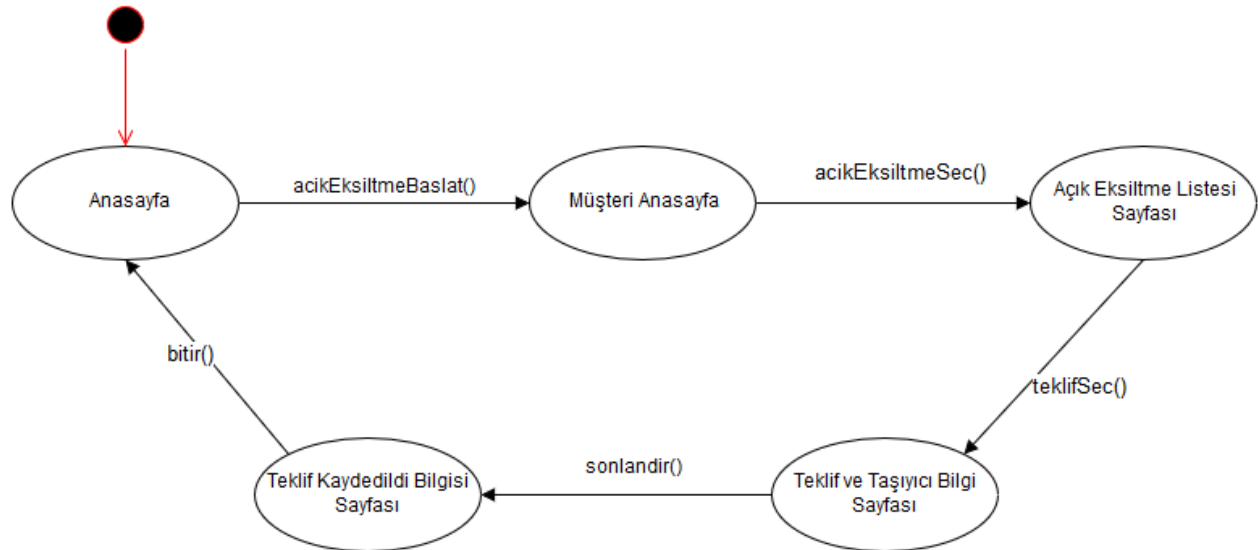 Anasayfa
acikEksiltmeBaslat()
Müşteri Anasayfa
acikEksiltmeSec()
Açık Eksiltme Listesi
Sayfası
teklifSec()
Teklif ve Taşıyıcı Bilgi
Sayfası
sonlandir()
Teklif Kaydedildi Bilgisi
Sayfası
bitir()